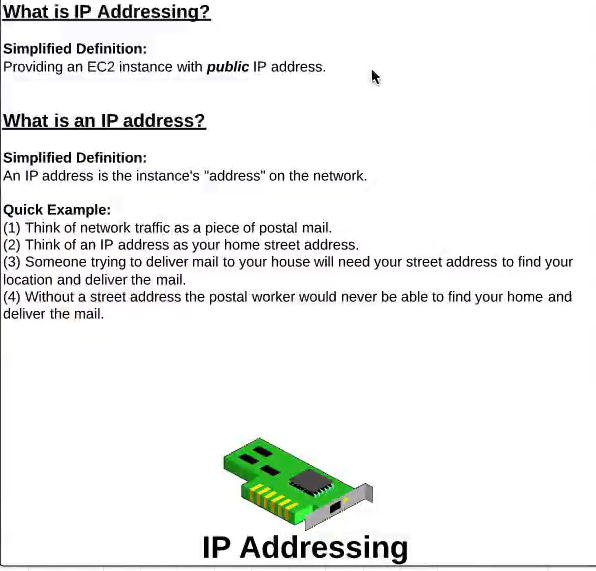 What is IP Addressing?
Simplified Definition:
Providing an EC2 instance with public IP address.
What is an IP address?
Simplified Definition:
An IP address is the instance's "address" on the network.
Quick Example:
(1) Think of network traffic as a piece of postal mail.
(2) Think of an IP address as your home street address.
(3) Someone trying to deliver mail to your house will need your street address to find your
location and deliver the mail.
(4) Without a street address the postal worker would never be able to find your home and
deliver the mail.
IP Addressing